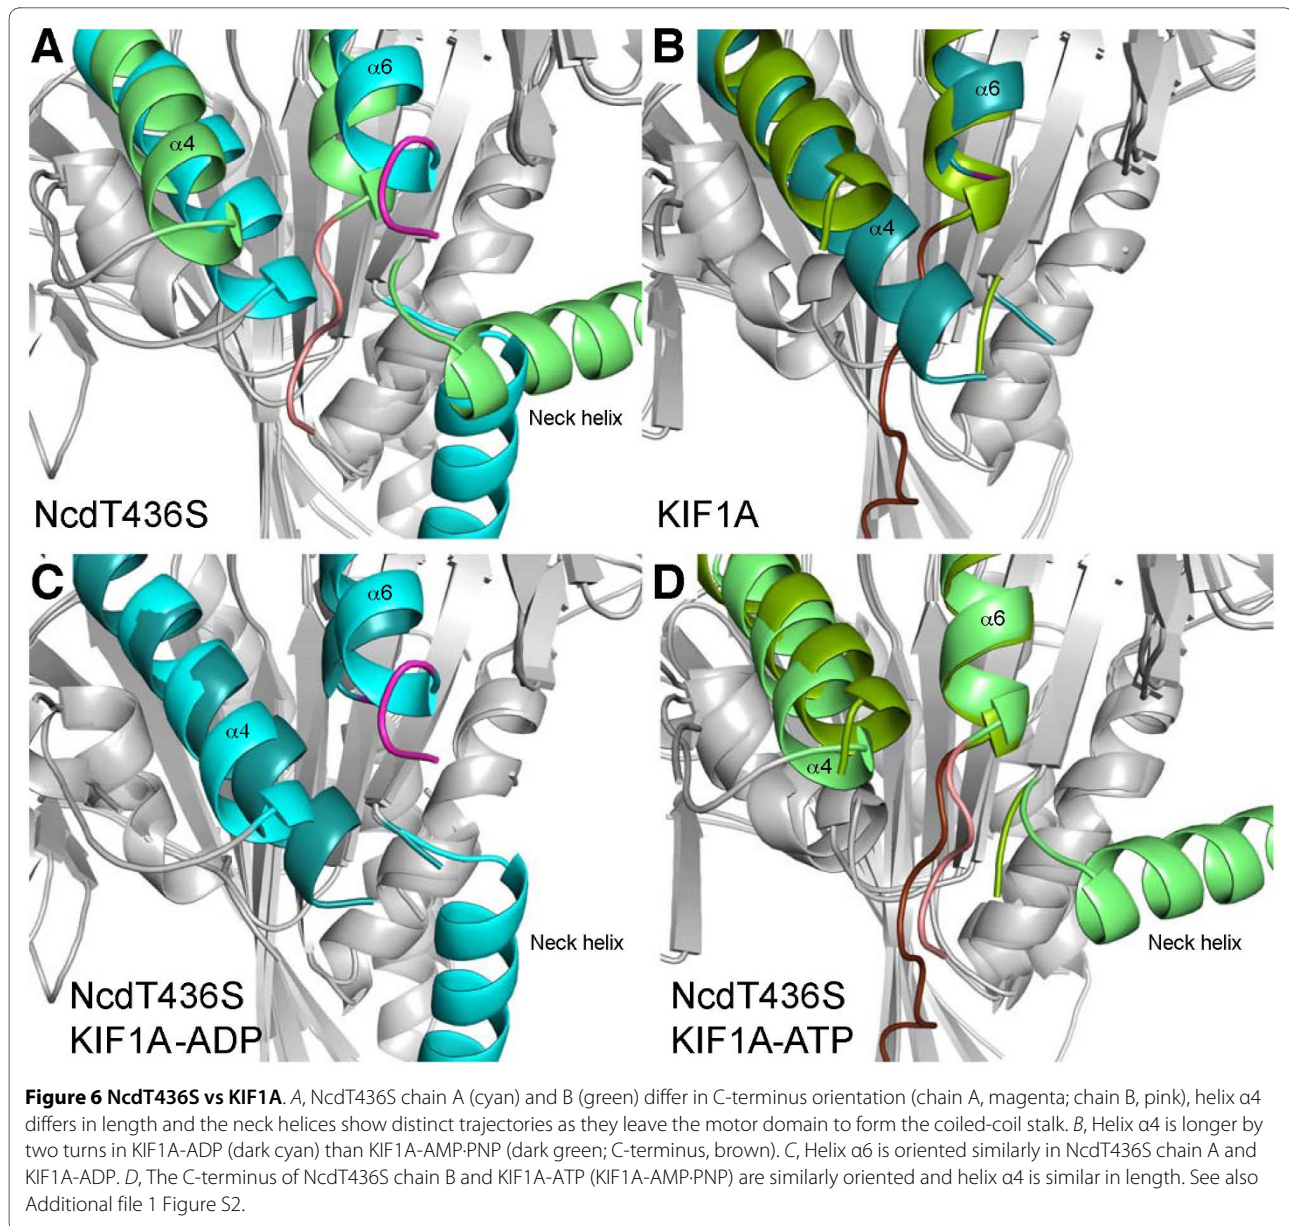 A
α6
α4
Neck helix
NcdT436S
B
α6
α4
KIF1A
C
α6
α4
Neck helix
NcdT436S
KIF1A-ADP
D
α6
α4
Neck helix
NcdT436S
KIF1A-ATP
Figure 6 NcdT436S vs KIF1A. A, NcdT436S chain A (cyan) and B (green) differ in C-terminus orientation (chain A, magenta; chain B, pink), helix α4
differs in length and the neck helices show distinct trajectories as they leave the motor domain to form the coiled-coil stalk. B, Helix α4 is longer by
two turns in KIF1A-ADP (dark cyan) than KIF1A-AMP·PNP (dark green; C-terminus, brown). C, Helix α6 is oriented similarly in NcdT436S chain A and
KIF1A-ADP. D, The C-terminus of NcdT436S chain B and KIF1A-ATP (KIF1A-AMP·PNP) are similarly oriented and helix α4 is similar in length. See also
Additional file 1 Figure S2.